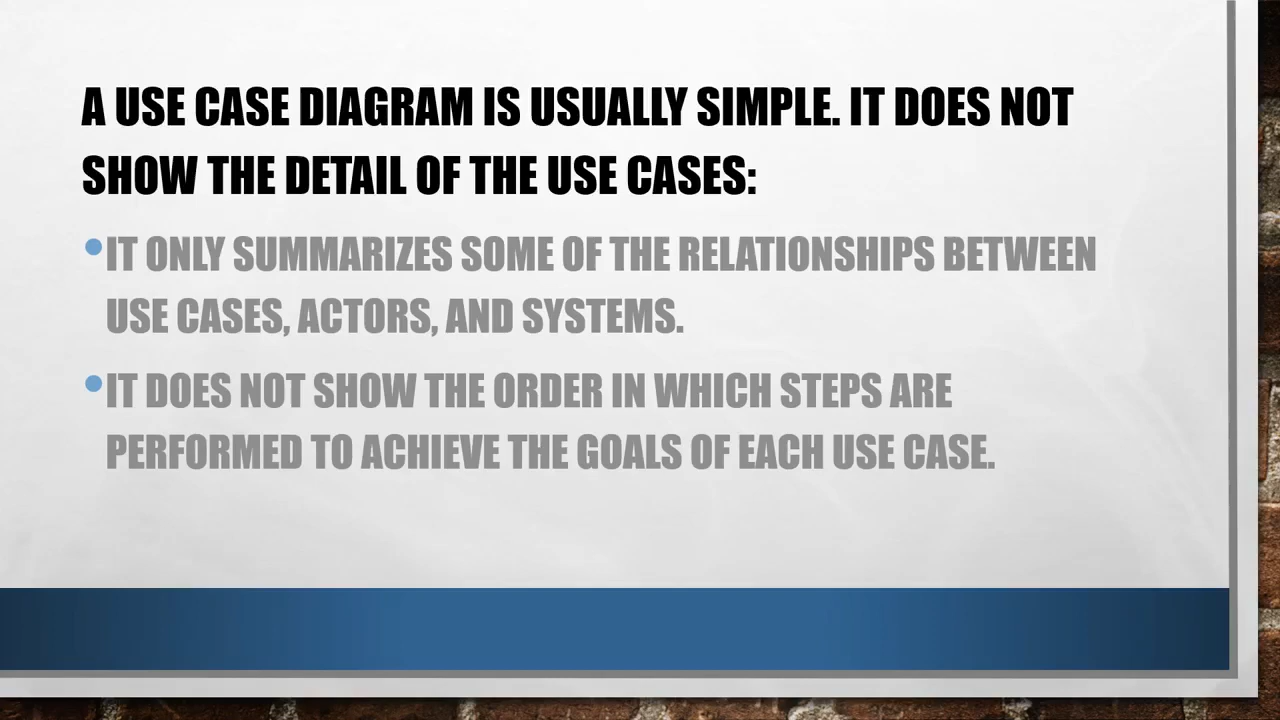 A USE CASE DIAGRAM IS USUALLY SIMPLE. IT DOES NOT
SHOW THE DETAIL OF THE USE CASES:
•IT ONLY SUMMARIZES SOME OF THE RELATIONSHIPS BETWEEN
USE CASES, ACTORS, AND SYSTEMS.
•IT DOES NOT SHOW THE ORDER IN WHICH STEPS ARE
PERFORMED TO ACHIEVE THE GOALS OF EACH USE CASE.